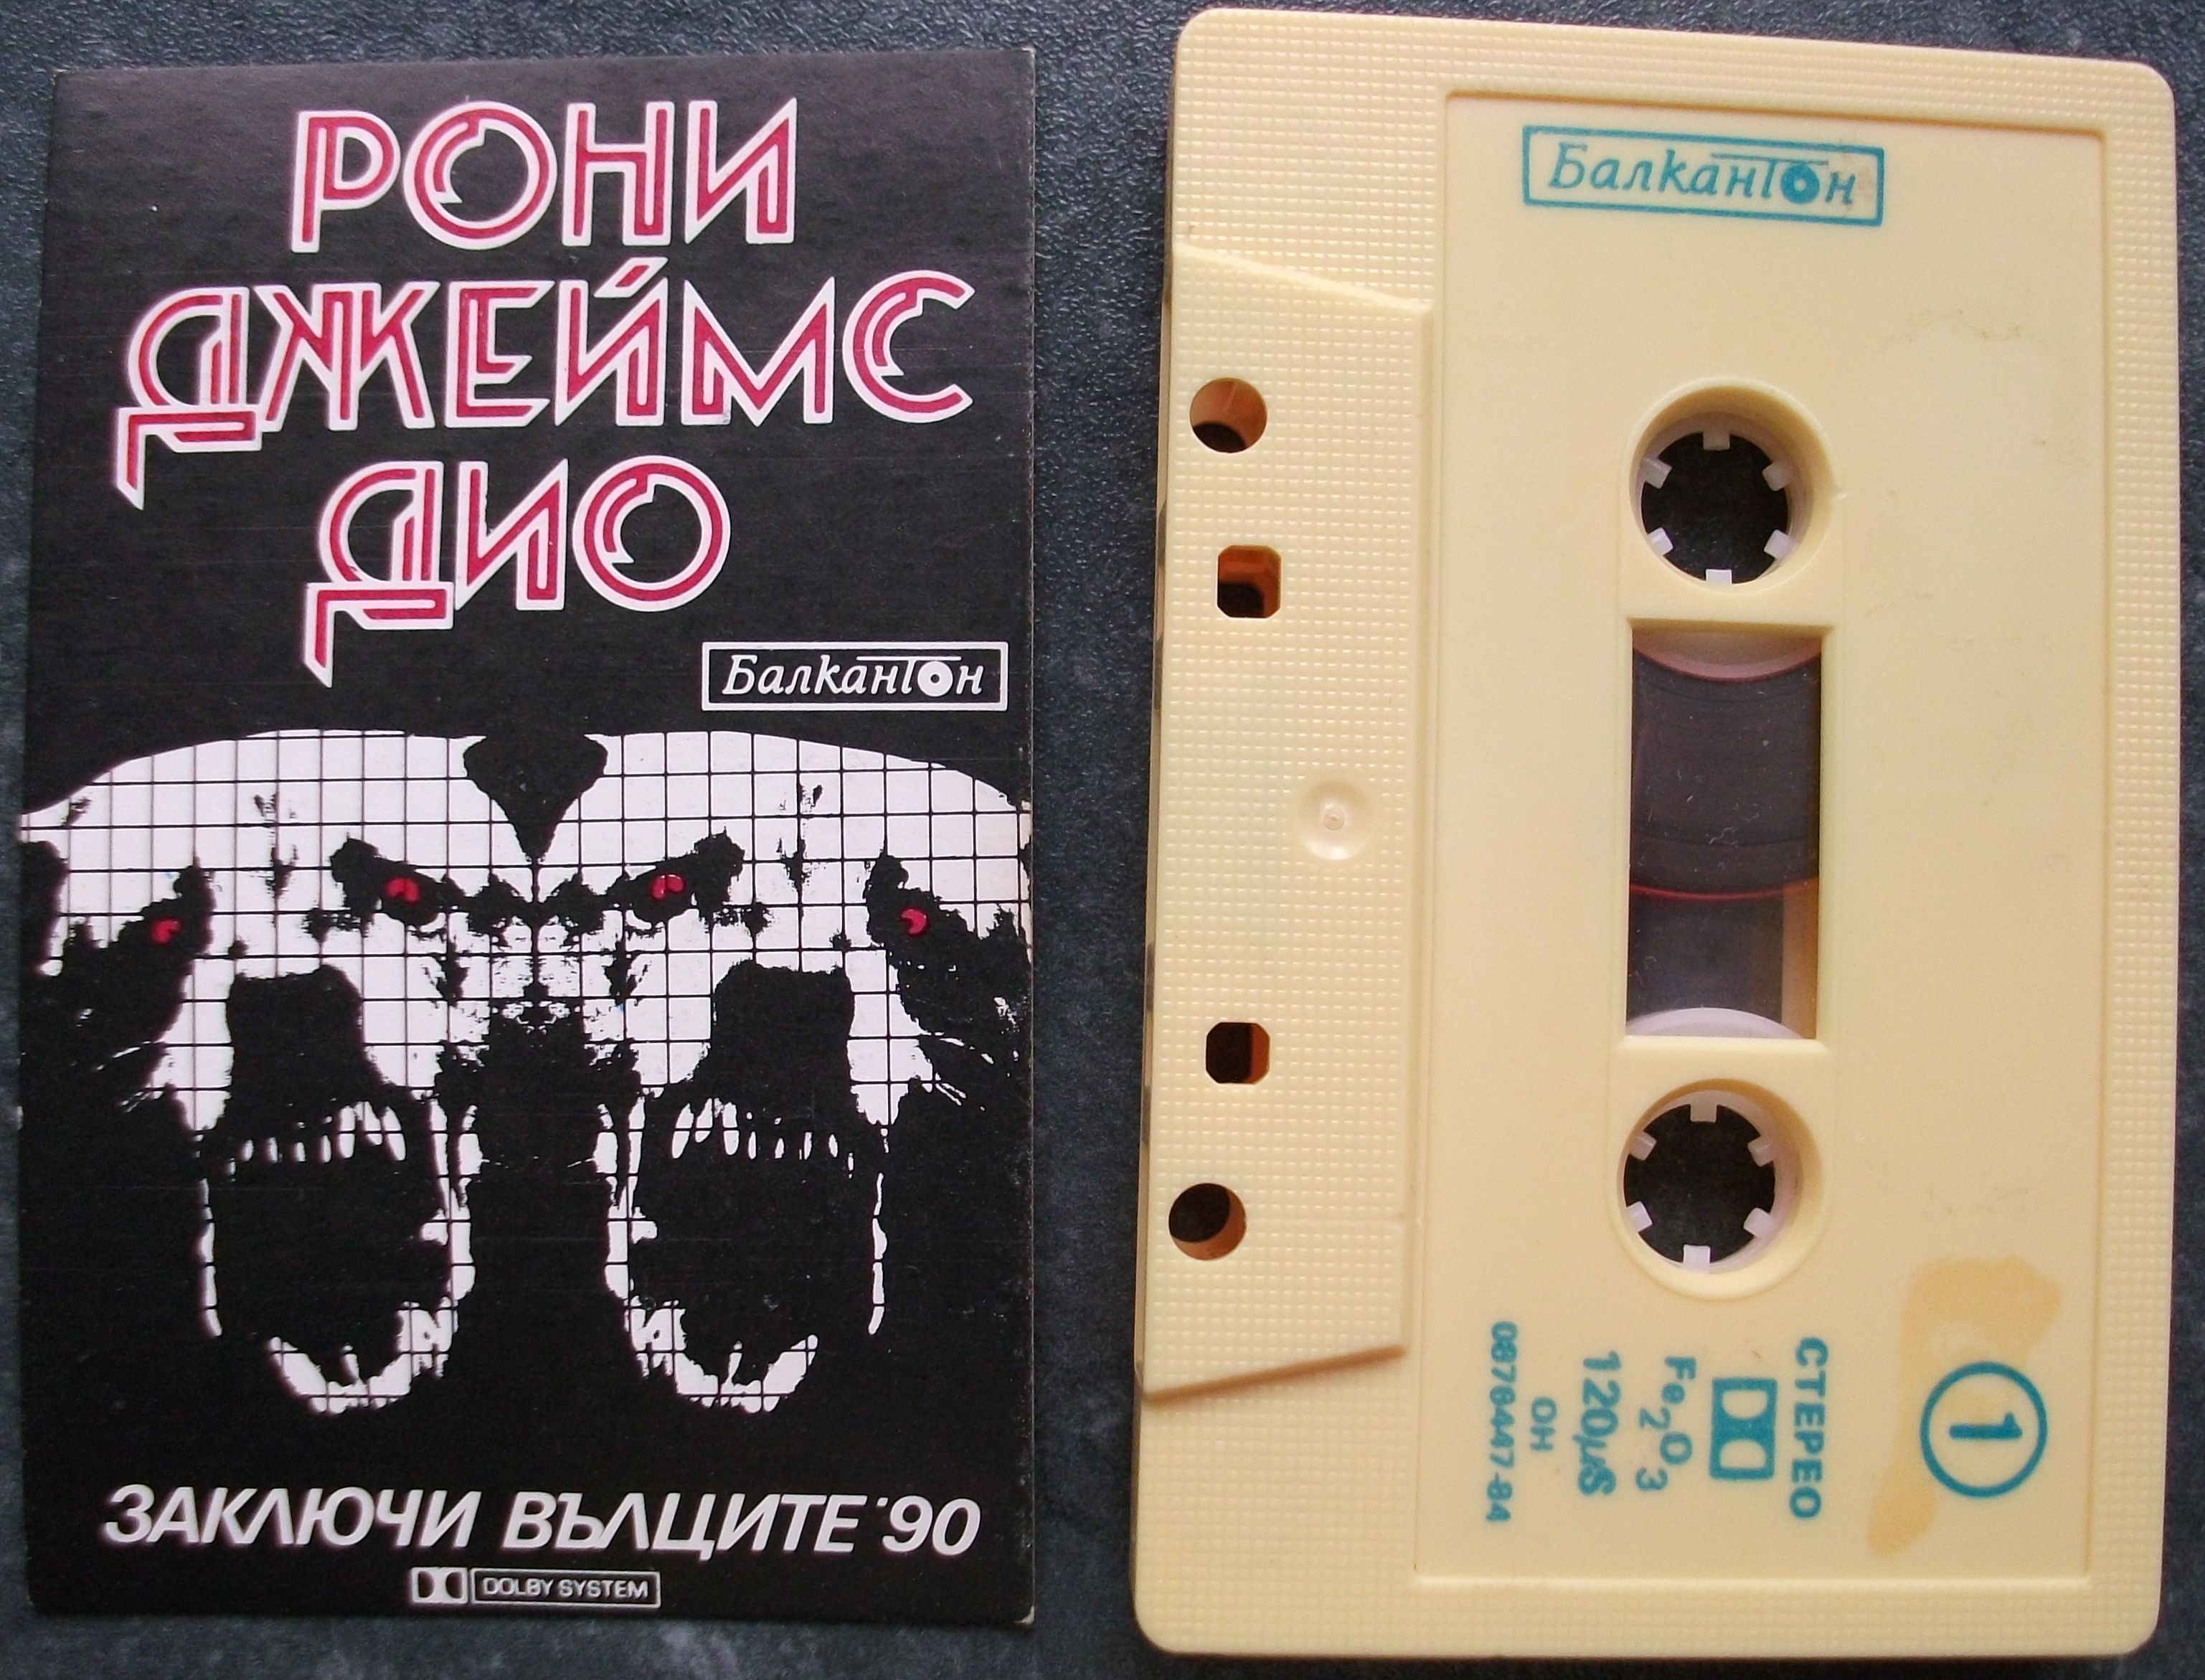 РОНИ
ДЖЕЙМС
ДИО
Балкантон
ЗАКЛЮЧИ ВЪЛЦИТЕ '90
DOLBY SYSTEM
Балкантон
1
СТЕРЕО
Fe2O3
120µS
ОН
0876447-84